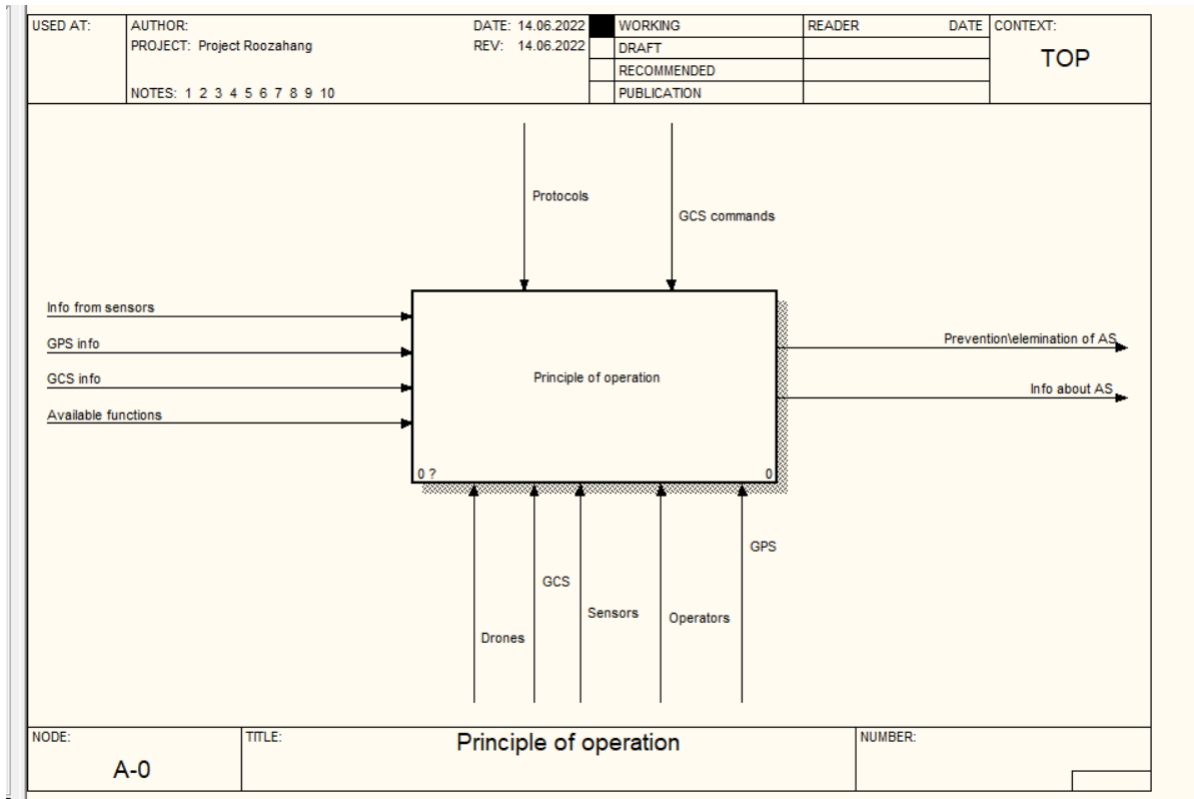 USED AT:
AUTHOR:
DATE: 14.06.2022
WORKING
READER
DATE
CONTEXT:
PROJECT: Project Roozahang
REV: 14.06.2022
DRAFT
TOP
RECOMMENDED
NOTES: 1 2 3 4 5 6 7 8 9 10
PUBLICATION
Protocols
GCS commands
Info from sensors
GPS info
GCS info
Available functions
Principle of operation
0 ?
0
Prevention\elemination of AS
Info about AS
GPS
GCS
Sensors
Operators
Drones
NODE:
A-0
TITLE:
Principle of operation
NUMBER: